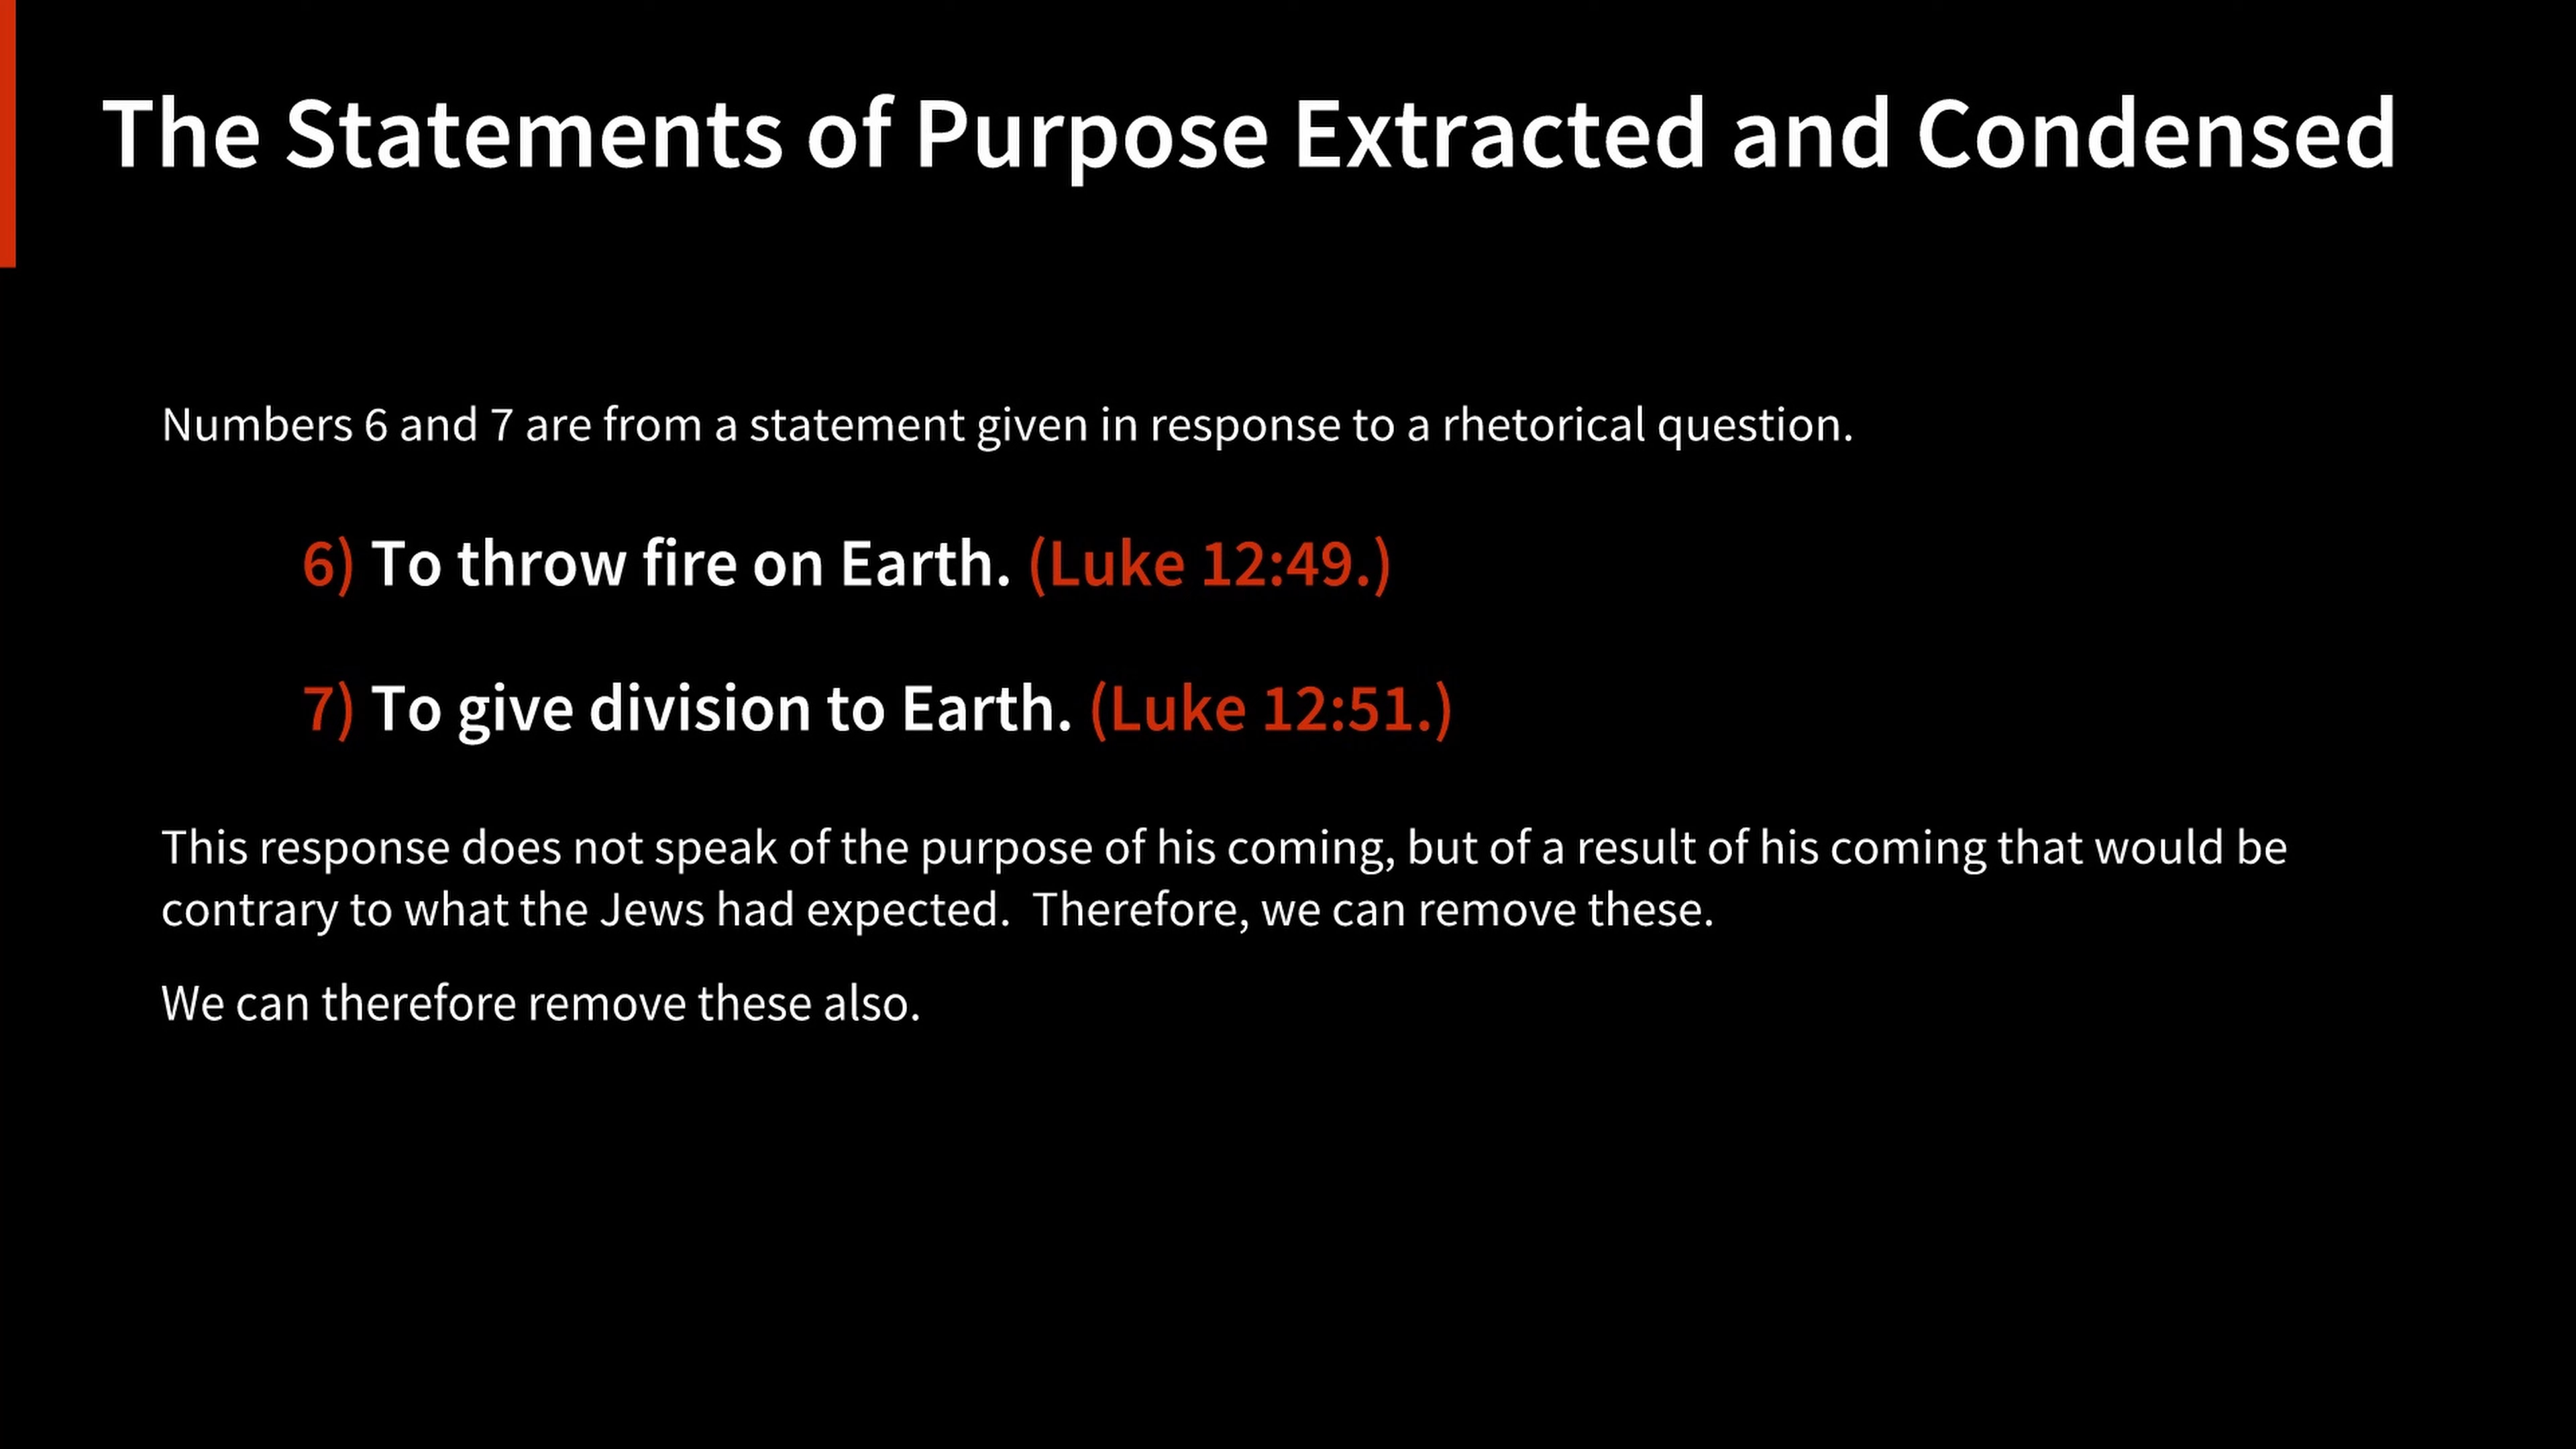 The Statements of Purpose Extracted and Condensed
Numbers 6 and 7 are from a statement given in response to a rhetorical question.
6) To throw fire on Earth. (Luke 12:49.)
7) To give division to Earth. (Luke 12:51.)
This response does not speak of the purpose of his coming, but of a result of his coming that would be
contrary to what the Jews had expected.  Therefore, we can remove these.
We can therefore remove these also.